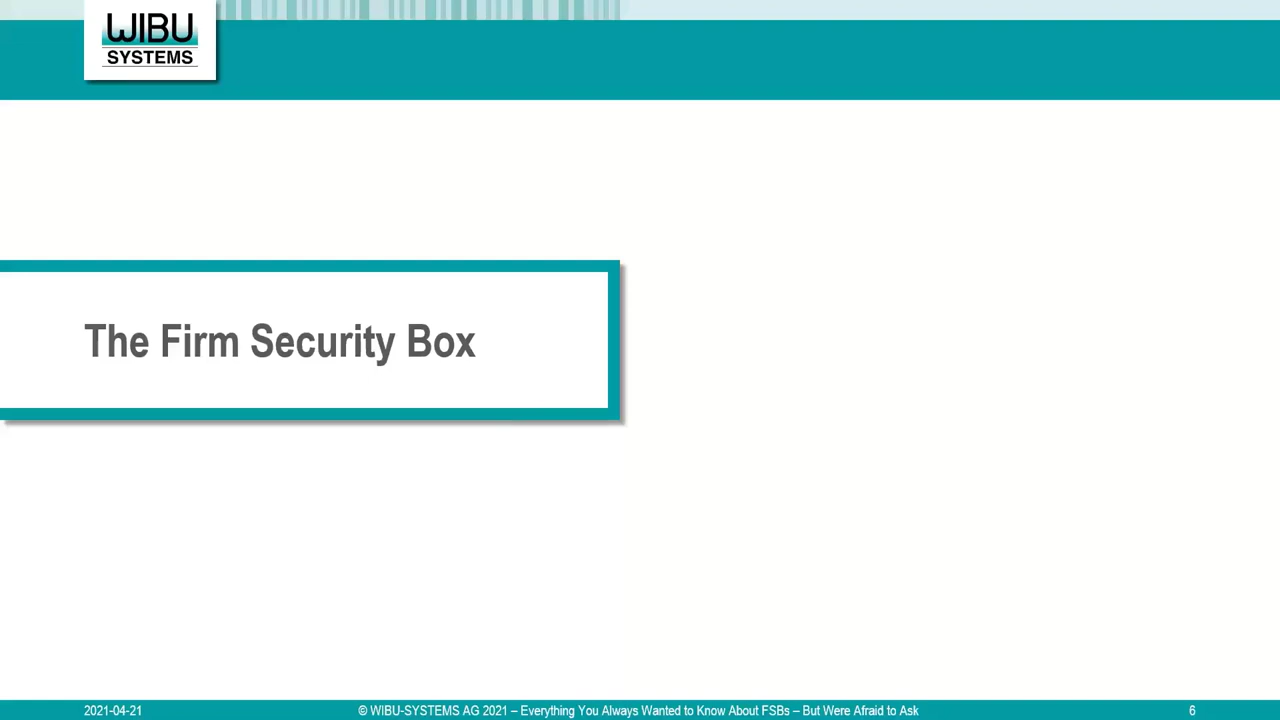 WIBU
SYSTEMS
The Firm Security Box
2021-04-21
© WIBU-SYSTEMS AG 2021 – Everything You Always Wanted to Know About FSBs – But Were Afraid to Ask
6